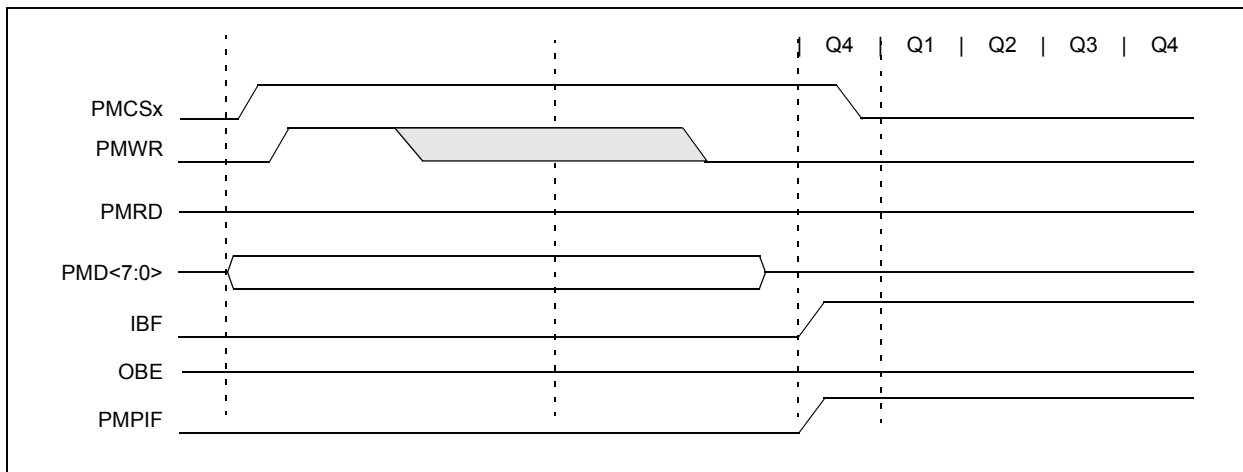 | Q4 | Q1 | Q2 | Q3 | Q4
PMCSx
PMWR
PMRD
PMD<7:0>
IBF
OBE
PMPIF